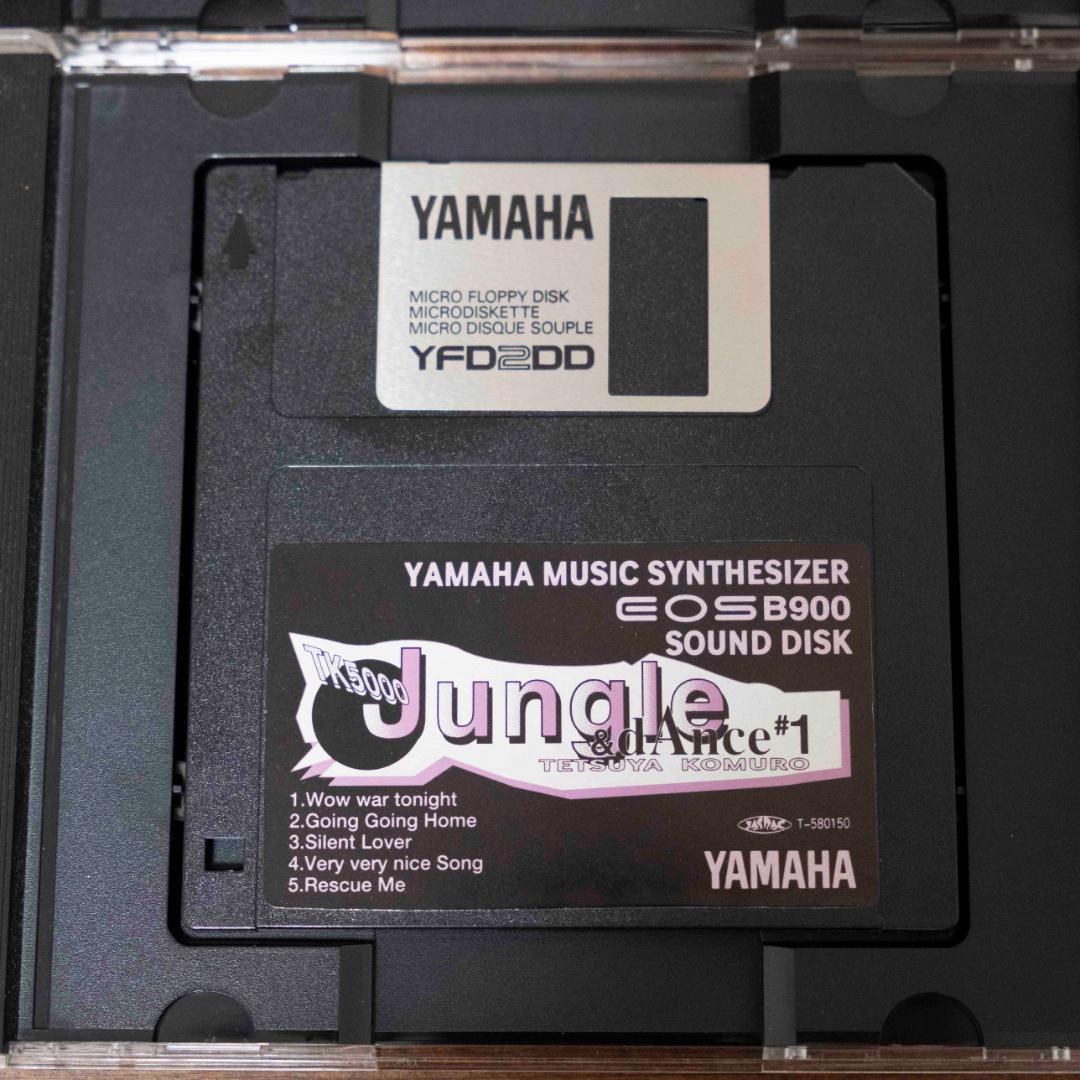 YAMAHA
MICRO FLOPPY DISK
MICRODISKETTE
MICRO DISQUE SOUPLE
YFD2DD
YAMAHA MUSIC SYNTHESIZER
EOS B900
SOUND DISK
TK5000
Jungle
&dAnce#1
TETSUYA KOMURO
1.Wow war tonight
2.Going Going Home
3.Silent Lover
4.Very very nice Song
5.Rescue Me
JASRAC T-580150
YAMAHA